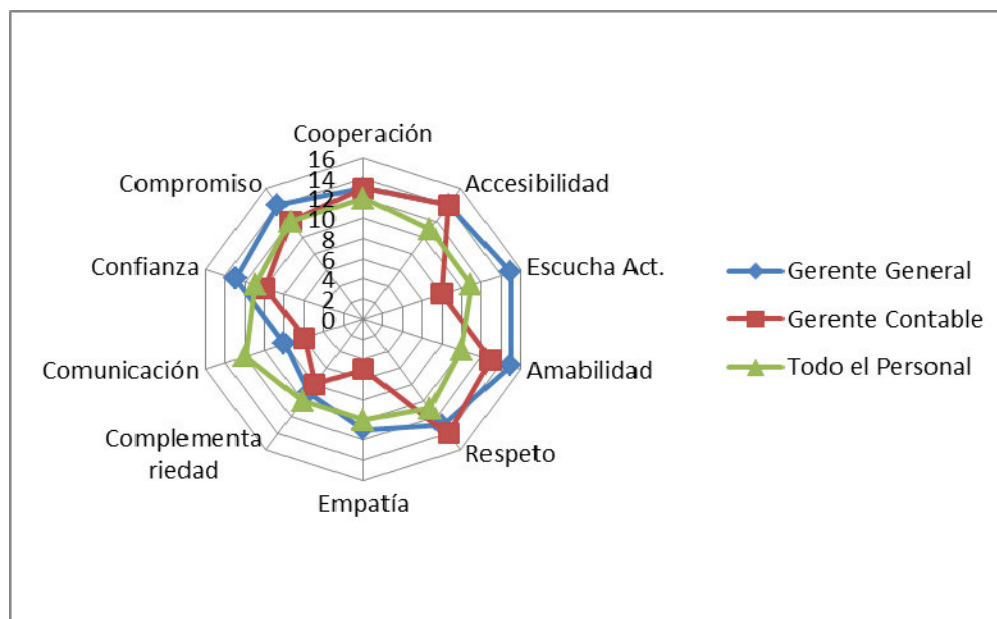 Cooperación
Accesibilidad
Escucha Act.
Amabilidad
Respeto
Empatía
Complementa
riedad
Comunicación
Confianza
Compromiso
16
14
12
10
8
6
4
2
0
Gerente General
Gerente Contable
Todo el Personal